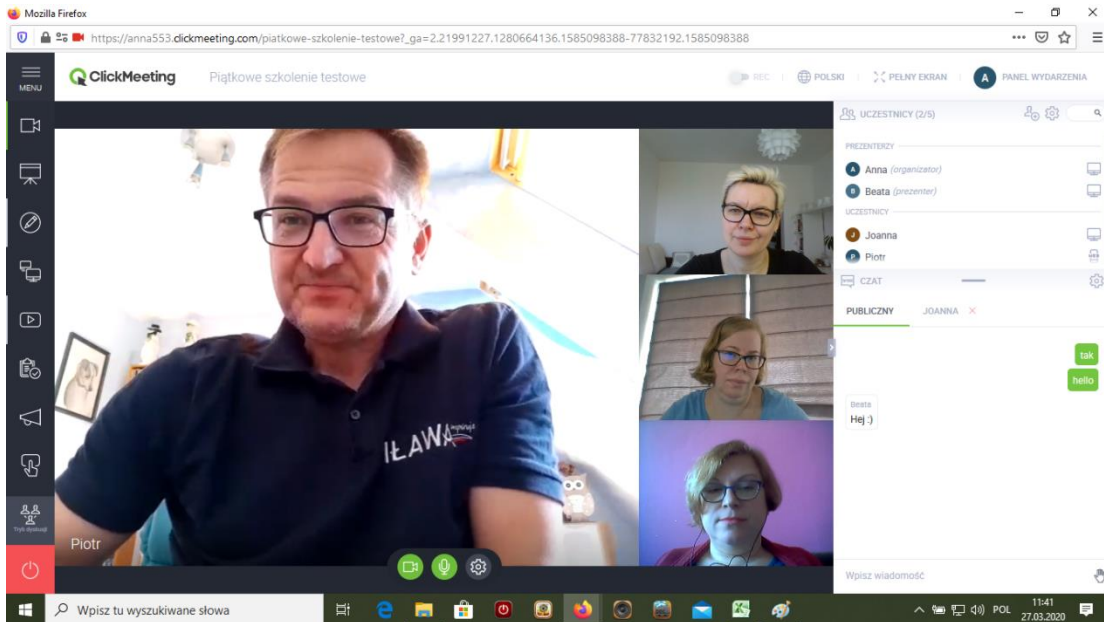 Mozilla Firefox
https://anna553.clickmeeting.com/piatkowe-szkolenie-testowe?_ga=2.21991227.1280664136.1585098388-77832192.1585098388
MENU
ClickMeeting
Piątkowe szkolenie testowe
REC
POLSKI
PEŁNY EKRAN
A
PANEL WYDARZENIA
UCZESTNICY (2/5)
PREZENTERZY
A Anna (organizator)
B Beata (prezenter)
UCZESTNICY
J Joanna
P Piotr
CZAT
PUBLICZNY JOANNA
tak
hello
Beata
Hej :)
IŁAWA inspiruje
Tryb dyskusji
Piotr
Wpisz wiadomość
Wpisz tu wyszukiwane słowa
POL
11:41
27.03.2020